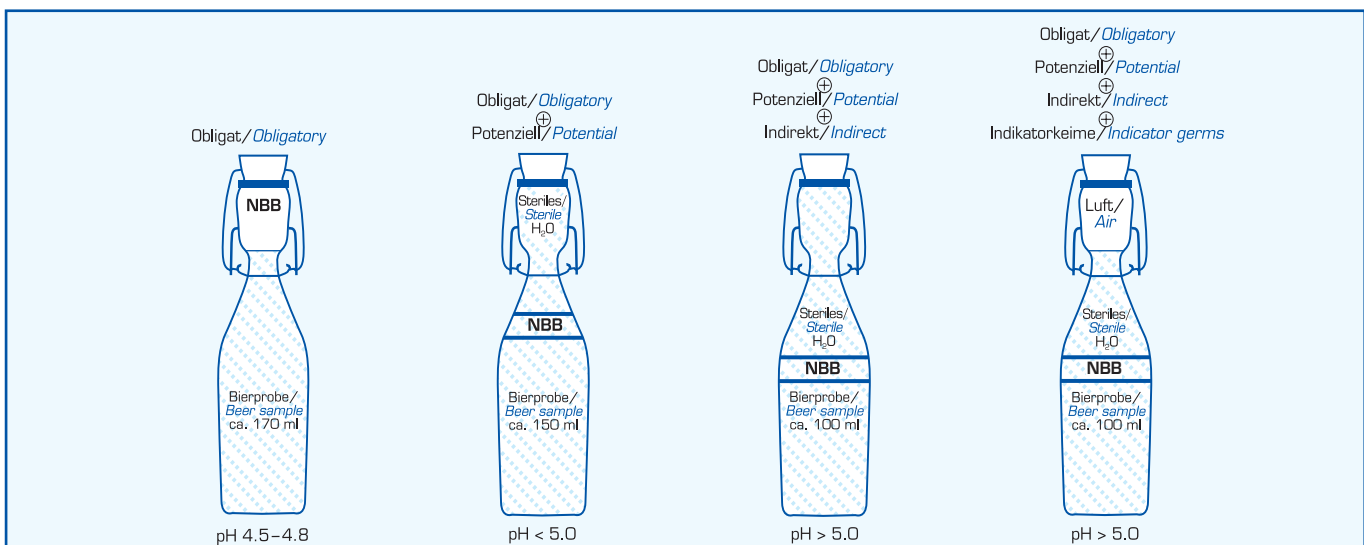 Obligat/Obligatory
NBB
Bierprobe/
Beer sample
ca. 170 ml
pH 4.5–4.8
Obligat/Obligatory
⊕
Potenziell/Potential
Steriles/
Sterile
H₂O
NBB
Bierprobe/
Beer sample
ca. 150 ml
pH < 5.0
Obligat/Obligatory
⊕
Potenziell/Potential
⊕
Indirekt/Indirect
Steriles/
Sterile
H₂O
NBB
Bierprobe/
Beer sample
ca. 100 ml
pH > 5.0
Obligat/Obligatory
⊕
Potenziell/Potential
⊕
Indirekt/Indirect
⊕
Indikatorkeime/Indicator germs
Luft/
Air
Steriles/
Sterile
H₂O
NBB
Bierprobe/
Beer sample
ca. 100 ml
pH > 5.0